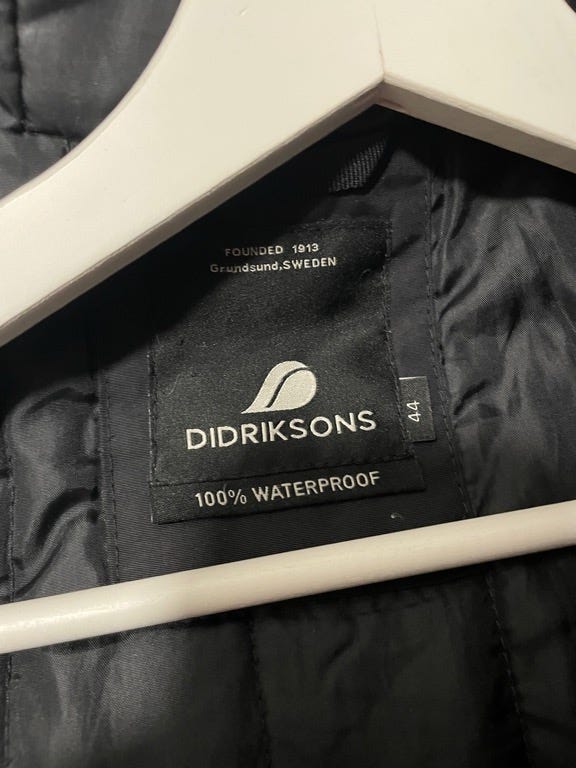 FOUNDED 1913
Grundsund,SWEDEN
DIDRIKSONS
44
100% WATERPROOF